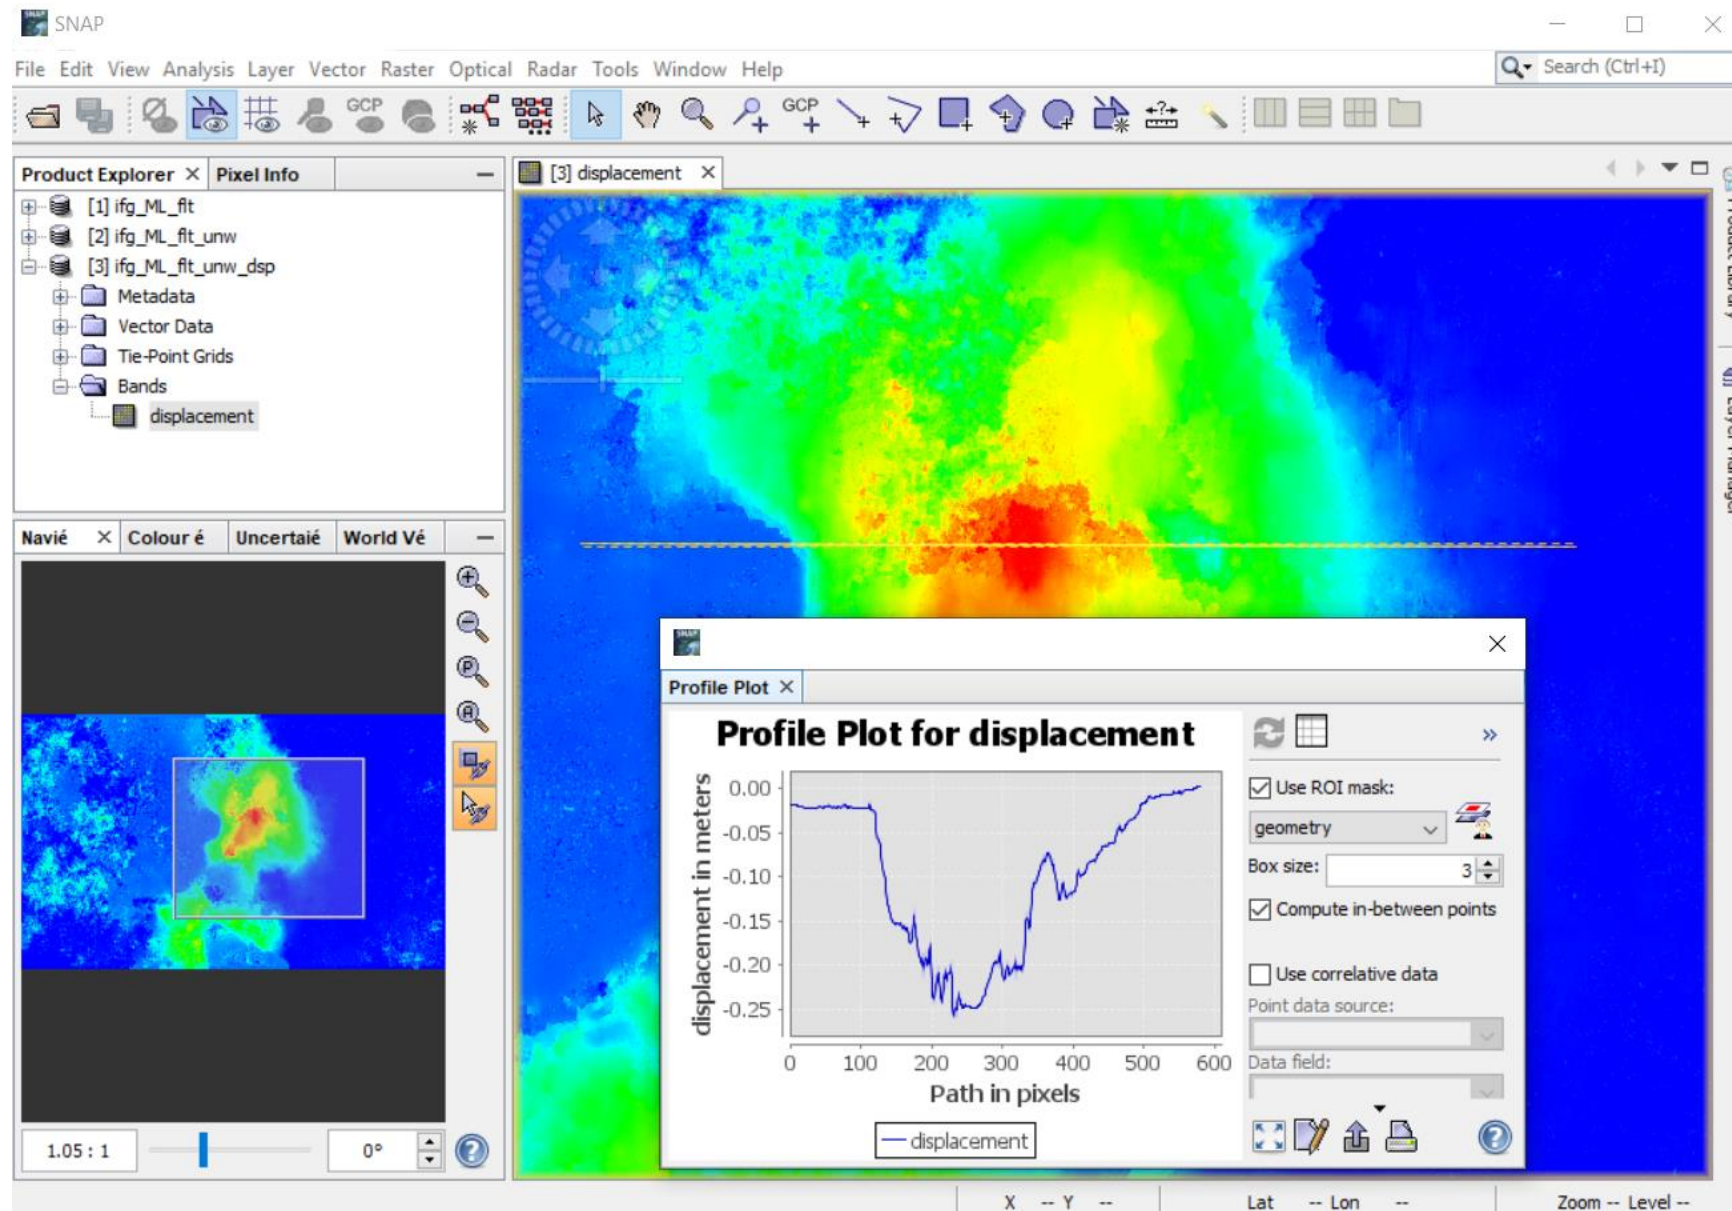 SNAP
File Edit View Analysis Layer Vector Raster Optical Radar Tools Window Help
Search (Ctrl+I)
GCP
GCP
Product Explorer
Pixel Info
[3] displacement
[1] ifg_ML_flt
[2] ifg_ML_flt_unw
[3] ifg_ML_flt_unw_dsp
Metadata
Vector Data
Tie-Point Grids
Bands
displacement
Navié
Colour é
Uncertaié
World Vé
1.05 : 1
0°
SNAP
Profile Plot
Profile Plot for displacement
displacement in meters
0.00
-0.05
-0.10
-0.15
-0.20
-0.25
0 100 200 300 400 500 600
Path in pixels
displacement
Use ROI mask:
geometry
Box size:
3
Compute in-between points
Use correlative data
Point data source:
Data field:
X -- Y --
Lat -- Lon --
Zoom -- Level --